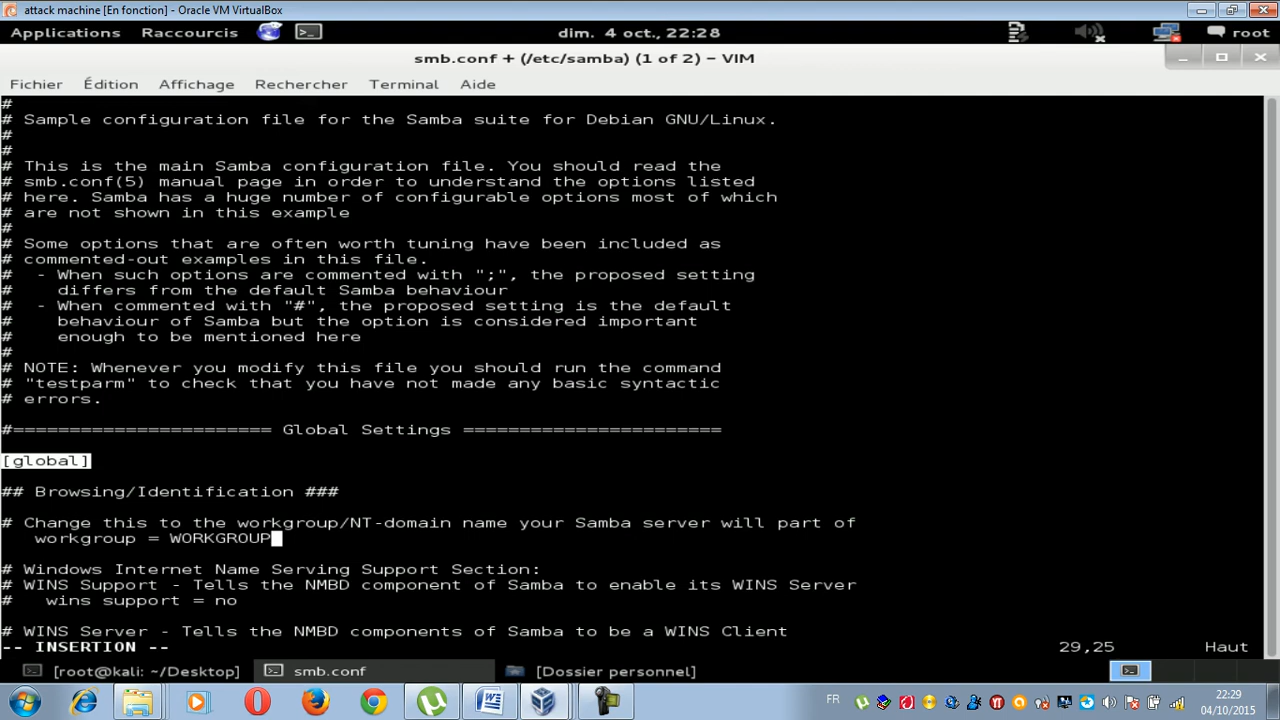 attack machine [En fonction] - Oracle VM VirtualBox
Applications Raccourcis dim. 4 oct., 22:28 root
smb.conf + (/etc/samba) (1 of 2) - VIM
Fichier Édition Affichage Rechercher Terminal Aide
#
# Sample configuration file for the Samba suite for Debian GNU/Linux.
#
#
# This is the main Samba configuration file. You should read the
# smb.conf(5) manual page in order to understand the options listed
# here. Samba has a huge number of configurable options most of which
# are not shown in this example
#
# Some options that are often worth tuning have been included as
# commented-out examples in this file.
#  - When such options are commented with ";", the proposed setting
#    differs from the default Samba behaviour
#  - When commented with "#", the proposed setting is the default
#    behaviour of Samba but the option is considered important
#    enough to be mentioned here
#
# NOTE: Whenever you modify this file you should run the command
# "testparm" to check that you have not made any basic syntactic
# errors.
#======================= Global Settings =======================
[global]
## Browsing/Identification ###
# Change this to the workgroup/NT-domain name your Samba server will part of
   workgroup = WORKGROUP
# Windows Internet Name Serving Support Section:
# WINS Support - Tells the NMBD component of Samba to enable its WINS Server
#   wins support = no
# WINS Server - Tells the NMBD components of Samba to be a WINS Client
-- INSERTION -- 29,25 Haut
[root@kali: ~/Desktop] smb.conf [Dossier personnel]
FR 22:29
04/10/2015